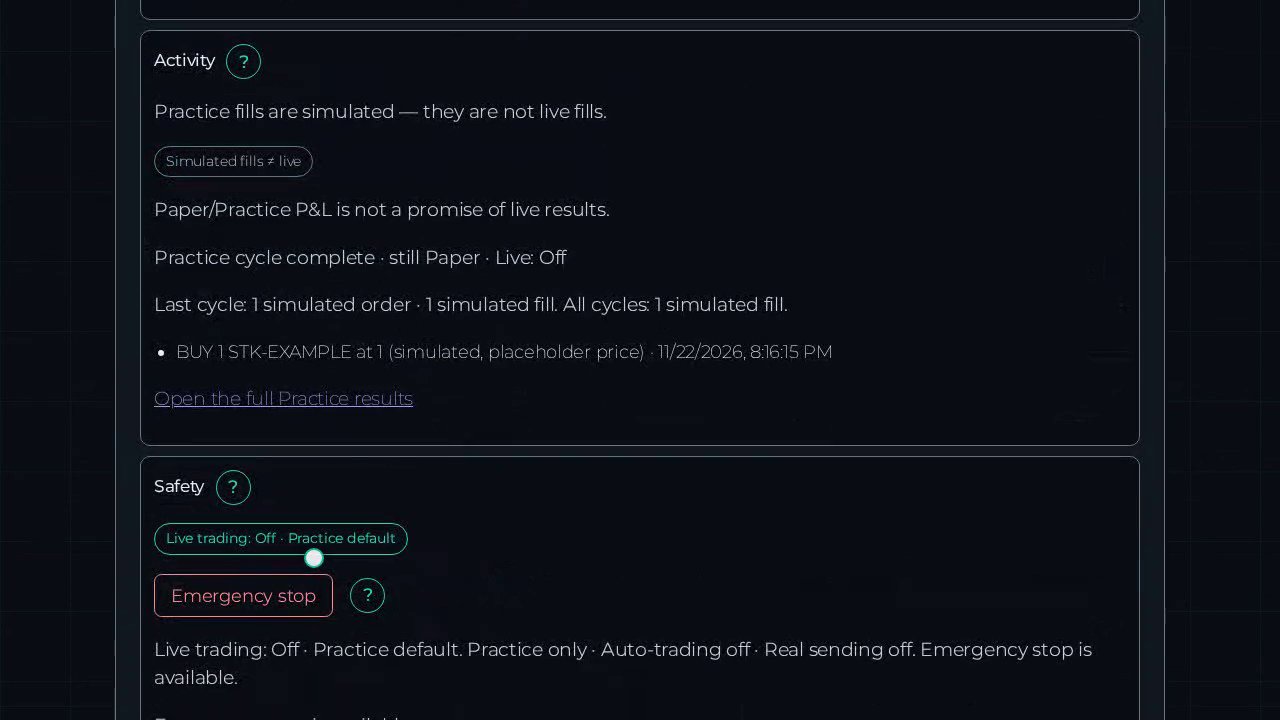 Activity ?
Practice fills are simulated — they are not live fills.
Simulated fills ≠ live
Paper/Practice P&L is not a promise of live results.
Practice cycle complete · still Paper · Live: Off
Last cycle: 1 simulated order · 1 simulated fill. All cycles: 1 simulated fill.
• BUY 1 STK-EXAMPLE at 1 (simulated, placeholder price) · 11/22/2026, 8:16:15 PM
Open the full Practice results
Safety ?
Live trading: Off · Practice default
Emergency stop ?
Live trading: Off · Practice default. Practice only · Auto-trading off · Real sending off. Emergency stop is
available.